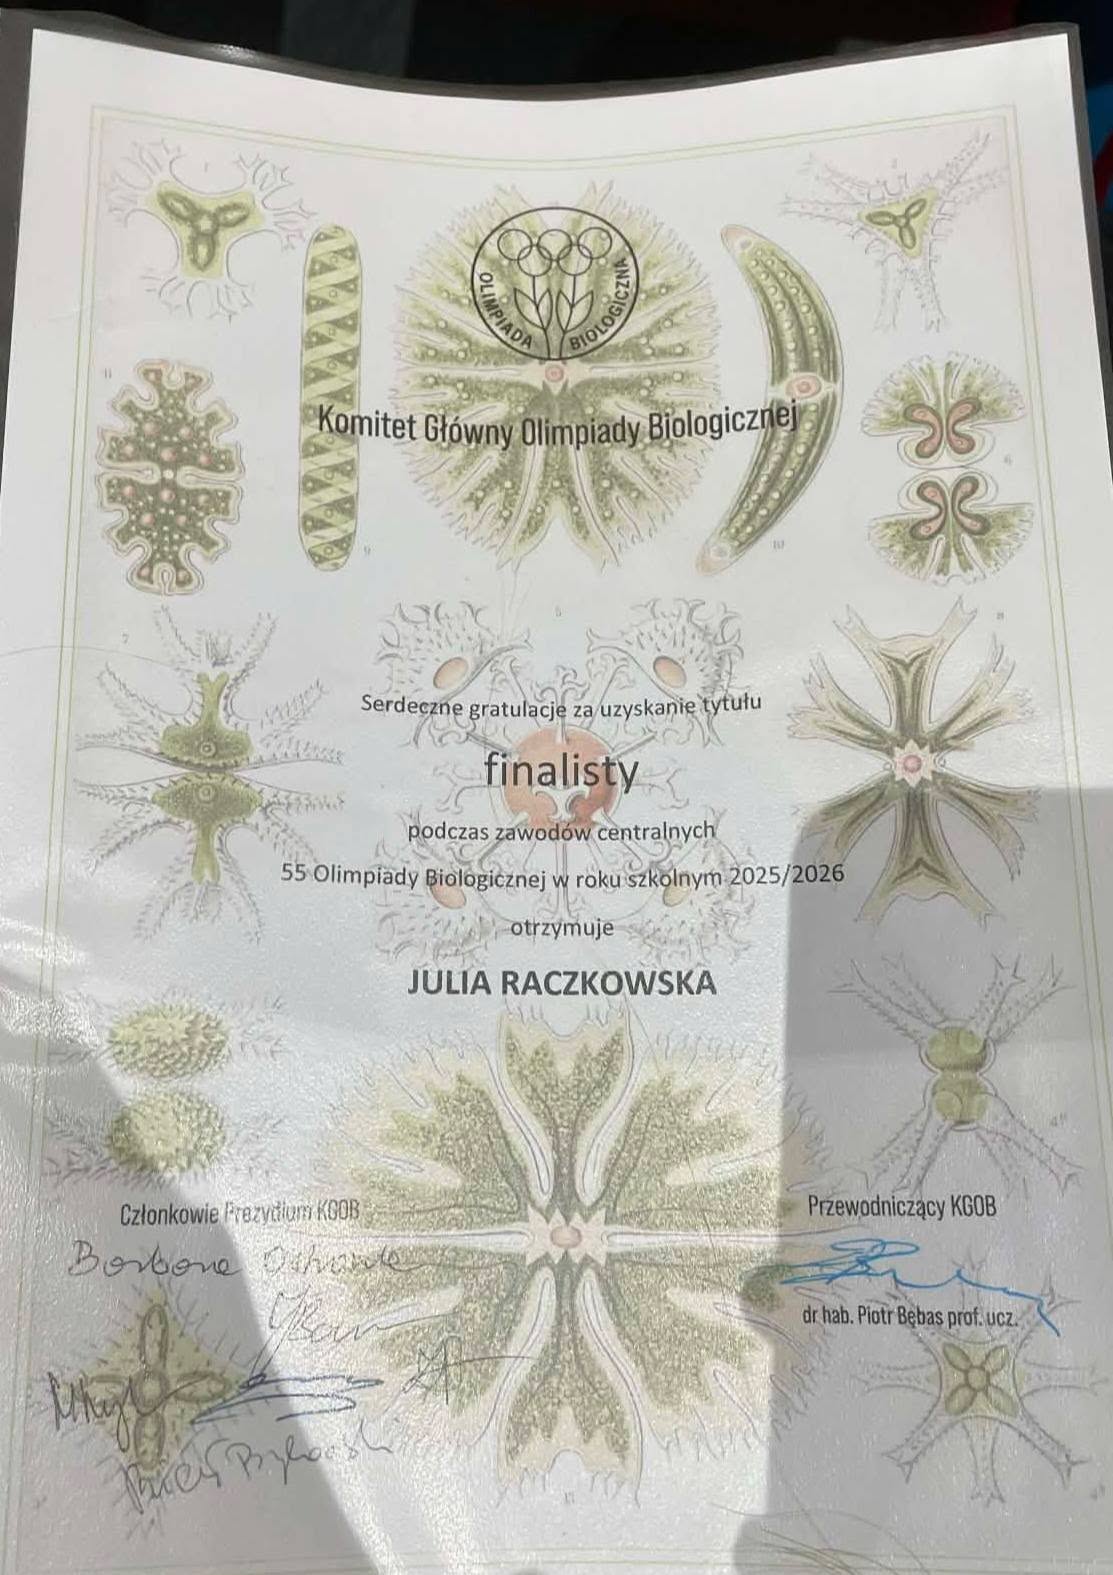 OLIMPIADA BIOLOGICZNA
Komitet Główny Olimpiady Biologicznej
Serdeczne gratulacje za uzyskanie tytułu
finalisty
podczas zawodów centralnych
55 Olimpiady Biologicznej w roku szkolnym 2025/2026
otrzymuje
JULIA RACZKOWSKA
Członkowie Prezydium KGOB
Przewodniczący KGOB
dr hab. Piotr Bębas prof. ucz.